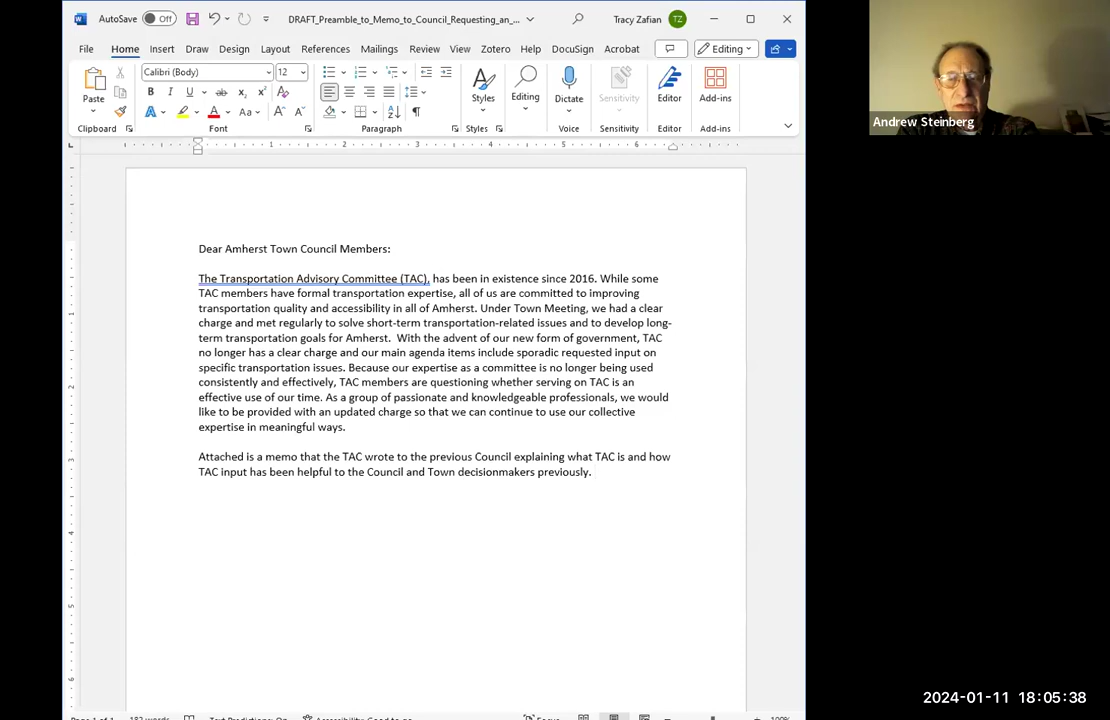 AutoSave Off DRAFT_Preamble_to_Memo_to_Council_Requesting_an_... Tracy Zafian TZ
File Home Insert Draw Design Layout References Mailings Review View Zotero Help DocuSign Acrobat Editing
Calibri (Body) 12
Paste Styles Editing Dictate Sensitivity Editor Add-ins
Clipboard Font Paragraph Styles Voice Sensitivity Editor Add-ins
Andrew Steinberg
Dear Amherst Town Council Members:
The Transportation Advisory Committee (TAC), has been in existence since 2016. While some
TAC members have formal transportation expertise, all of us are committed to improving
transportation quality and accessibility in all of Amherst. Under Town Meeting, we had a clear
charge and met regularly to solve short-term transportation-related issues and to develop long-
term transportation goals for Amherst.  With the advent of our new form of government, TAC
no longer has a clear charge and our main agenda items include sporadic requested input on
specific transportation issues. Because our expertise as a committee is no longer being used
consistently and effectively, TAC members are questioning whether serving on TAC is an
effective use of our time. As a group of passionate and knowledgeable professionals, we would
like to be provided with an updated charge so that we can continue to use our collective
expertise in meaningful ways.
Attached is a memo that the TAC wrote to the previous Council explaining what TAC is and how
TAC input has been helpful to the Council and Town decisionmakers previously.
2024-01-11 18:05:38